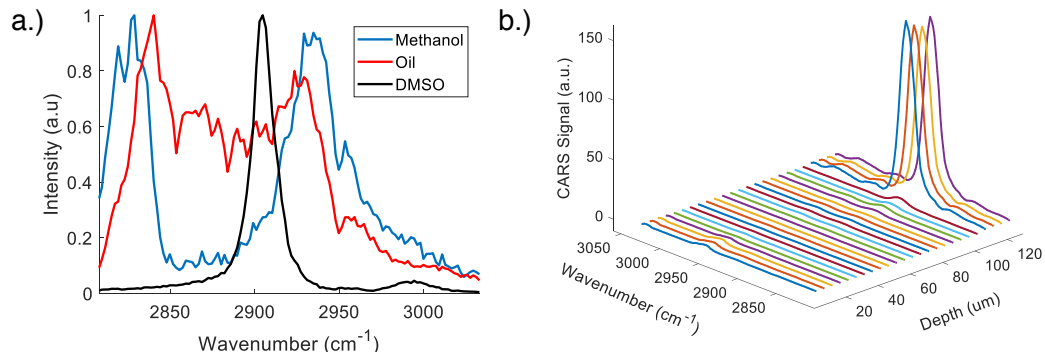 a.)
1
0.8
0.6
0.4
0.2
0
Intensity (a.u)
2850
2900
2950
3000
Wavenumber (cm⁻¹)
Methanol
Oil
DMSO
b.)
150
100
50
0
CARS Signal (a.u.)
3050
3000
2950
2900
2850
Wavenumber (cm⁻¹)
20
40
60
80
100
120
Depth (um)